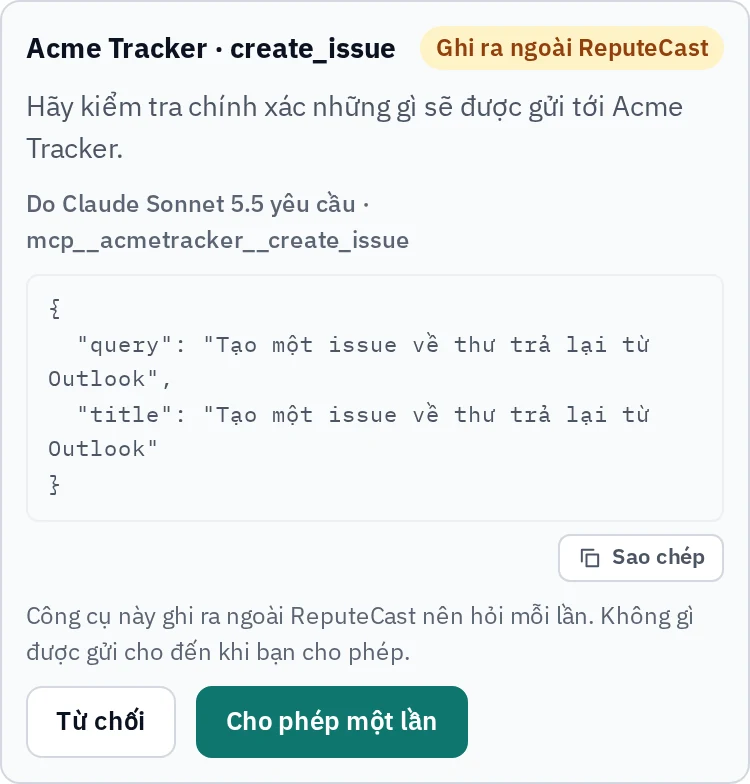 Acme Tracker · create_issue
Ghi ra ngoài ReputeCast
Hãy kiểm tra chính xác những gì sẽ được gửi tới Acme
Tracker.
Do Claude Sonnet 5.5 yêu cầu ·
mcp__acmetracker__create_issue
{
  "query": "Tạo một issue về thư trả lại từ
Outlook",
  "title": "Tạo một issue về thư trả lại từ
Outlook"
}
Sao chép
Công cụ này ghi ra ngoài ReputeCast nên hỏi mỗi lần. Không gì
được gửi cho đến khi bạn cho phép.
Từ chối
Cho phép một lần